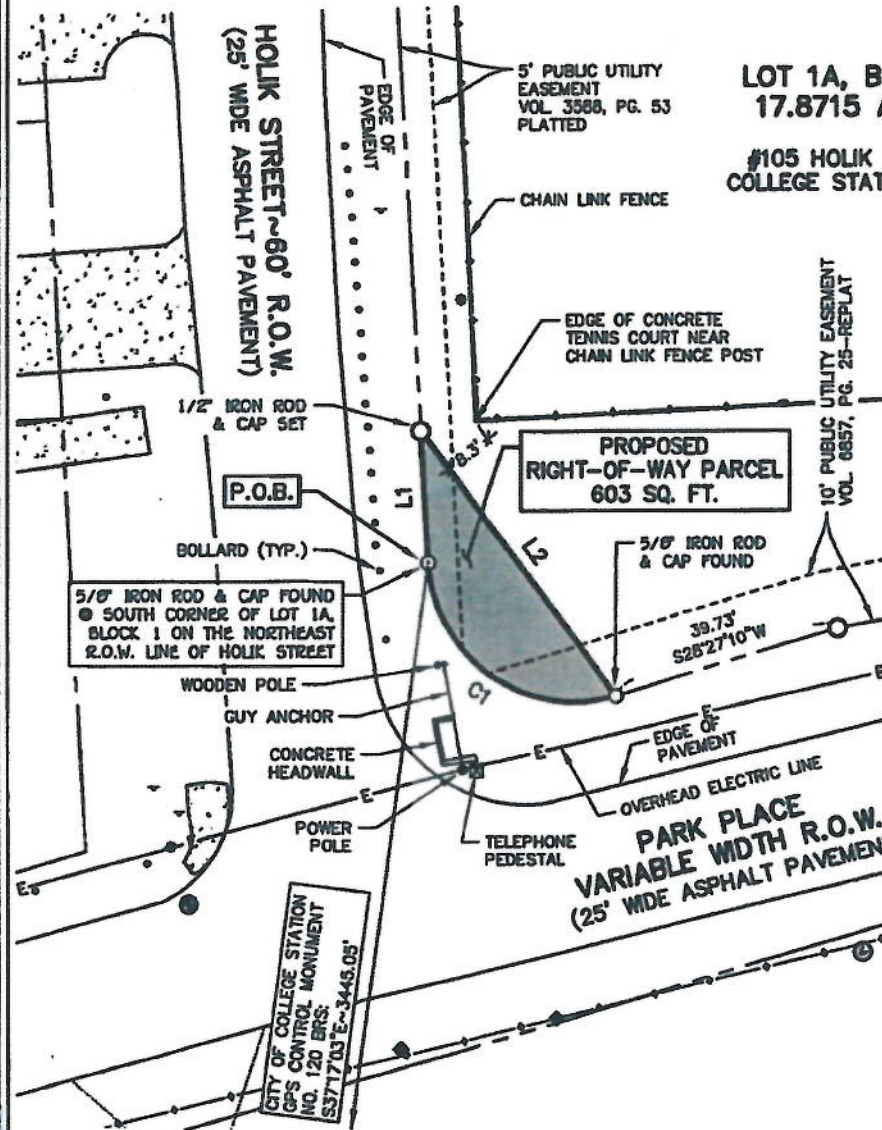 HOLIK STREET~60' R.O.W.
(25' WIDE ASPHALT PAVEMENT)
EDGE OF
PAVEMENT
5' PUBLIC UTILITY
EASEMENT
VOL. 3588, PG. 53
PLATTED
LOT 1A, B
17.8715
#105 HOLIK
COLLEGE STAT
CHAIN LINK FENCE
EDGE OF CONCRETE
TENNIS COURT NEAR
CHAIN LINK FENCE POST
10' PUBLIC UTILITY EASEMENT
VOL. 6857, PG. 25-REPLAT
1/2" IRON ROD
& CAP SET
8.3'
PROPOSED
RIGHT-OF-WAY PARCEL
603 SQ. FT.
P.O.B.
L1
L2
BOLLARD (TYP.)
5/8" IRON ROD
& CAP FOUND
5/8" IRON ROD & CAP FOUND
@ SOUTH CORNER OF LOT 1A,
BLOCK 1 ON THE NORTHEAST
R.O.W. LINE OF HOLIK STREET
39.73'
S28°27'10"W
WOODEN POLE
C1
GUY ANCHOR
CONCRETE
HEADWALL
E
E
E
E
E
EDGE OF
PAVEMENT
OVERHEAD ELECTRIC LINE
POWER
POLE
TELEPHONE
PEDESTAL
PARK PLACE
VARIABLE WIDTH R.O.W.
(25' WIDE ASPHALT PAVEMEN
CITY OF COLLEGE STATION
GPS CONTROL MONUMENT
NO. 120 BRS:
S37°17'03"E~3445.05'